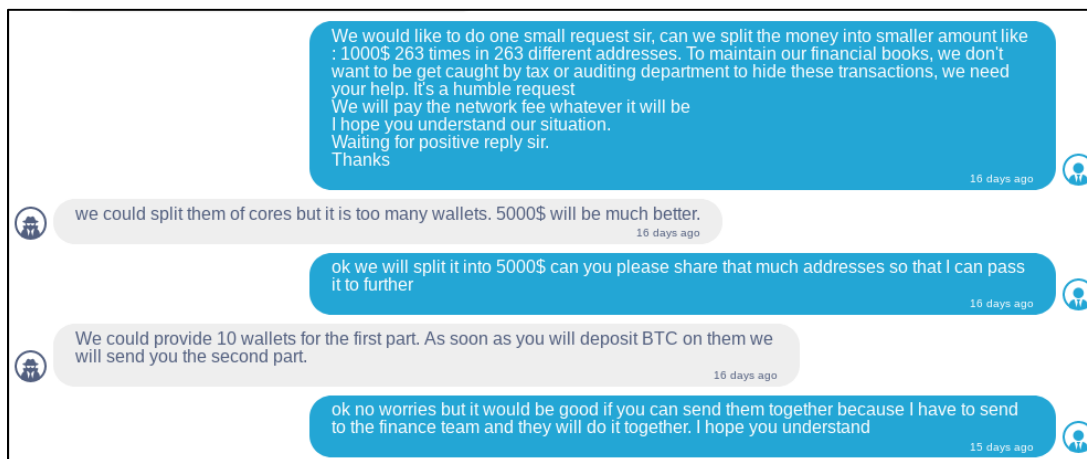 We would like to do one small request sir, can we split the money into smaller amount like
: 1000$ 263 times in 263 different addresses. To maintain our financial books, we don't
want to be get caught by tax or auditing department to hide these transactions, we need
your help. It's a humble request
We will pay the network fee whatever it will be
I hope you understand our situation.
Waiting for positive reply sir.
Thanks
16 days ago
we could split them of cores but it is too many wallets. 5000$ will be much better.
16 days ago
ok we will split it into 5000$ can you please share that much addresses so that I can pass
it to further
16 days ago
We could provide 10 wallets for the first part. As soon as you will deposit BTC on them we
will send you the second part.
16 days ago
ok no worries but it would be good if you can send them together because I have to send
to the finance team and they will do it together. I hope you understand
15 days ago